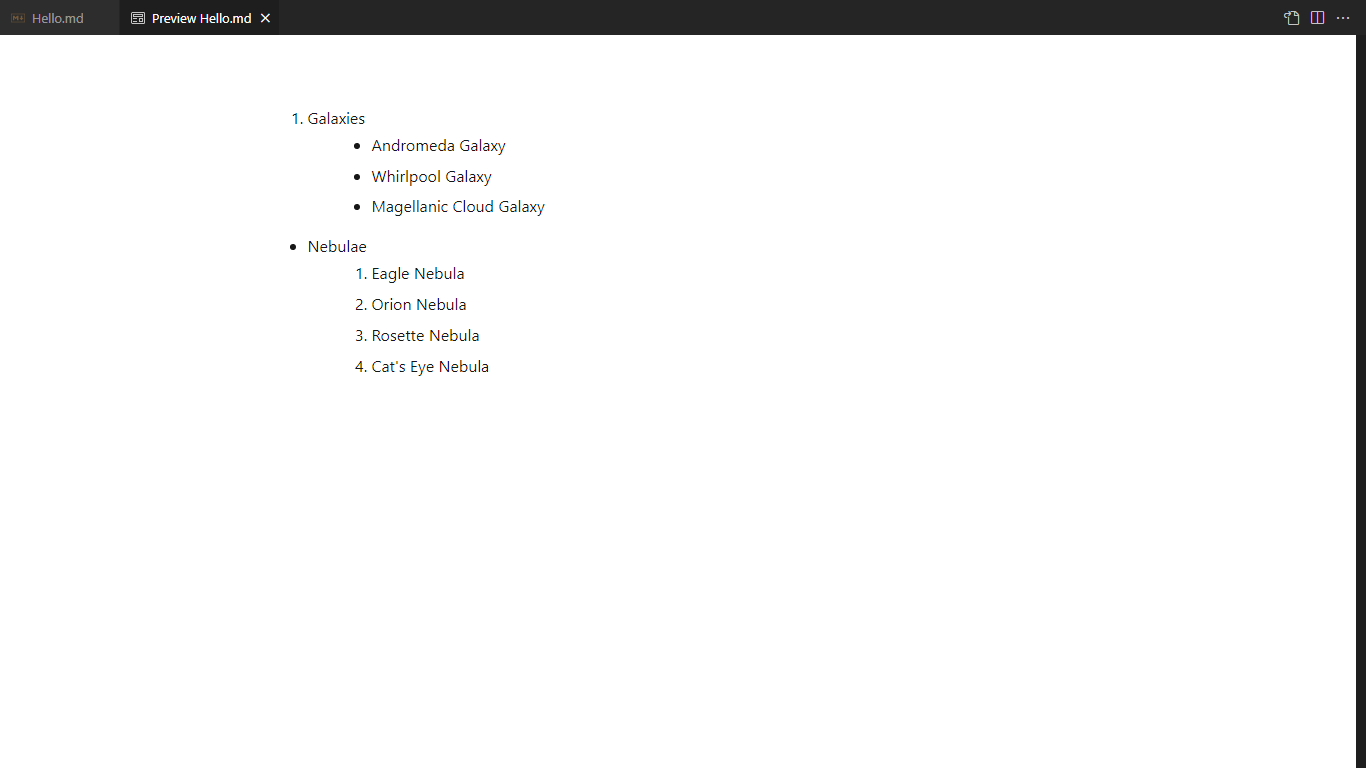 Hello.md
Preview Hello.md
1. Galaxies
• Andromeda Galaxy
• Whirlpool Galaxy
• Magellanic Cloud Galaxy
• Nebulae
1. Eagle Nebula
2. Orion Nebula
3. Rosette Nebula
4. Cat's Eye Nebula